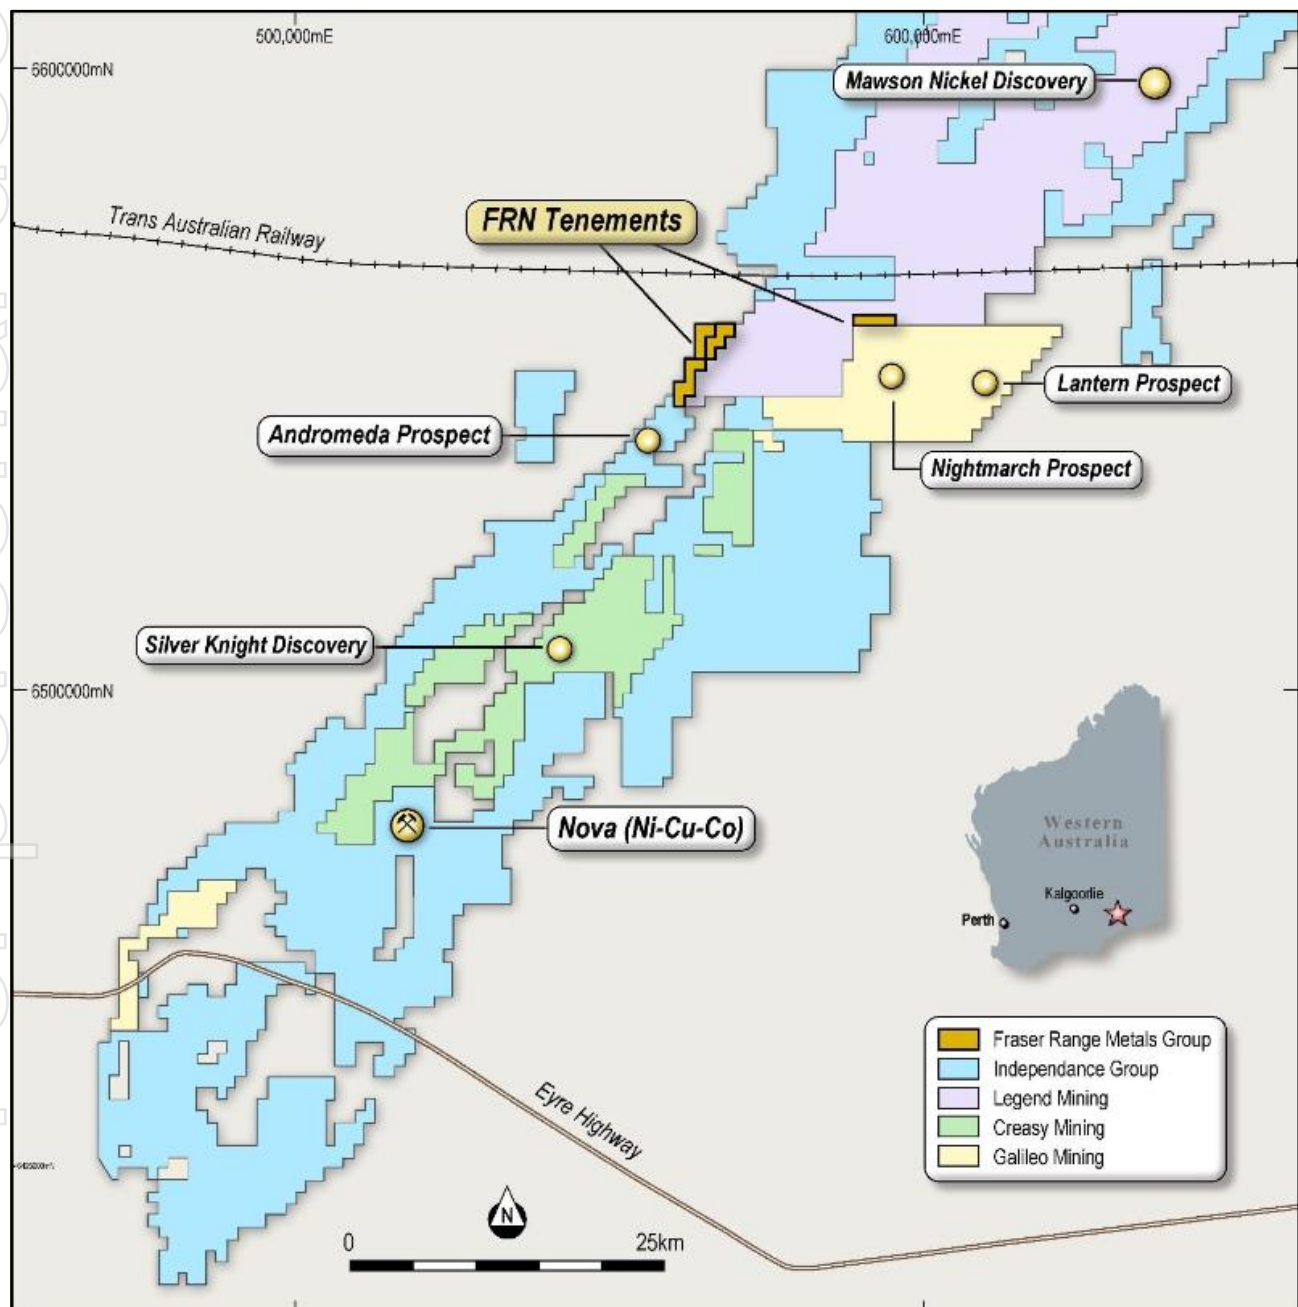 500,000mE
600,000mE
6600000mN
Mawson Nickel Discovery
Trans Australian Railway
FRN Tenements
Lantern Prospect
Andromeda Prospect
Nightmarch Prospect
Silver Knight Discovery
6500000mN
Nova (Ni-Cu-Co)
Western
Australia
Kalgoorlie
Perth
Fraser Range Metals Group
Independance Group
Legend Mining
Creasy Mining
Galileo Mining
Eyre Highway
N
0
25km